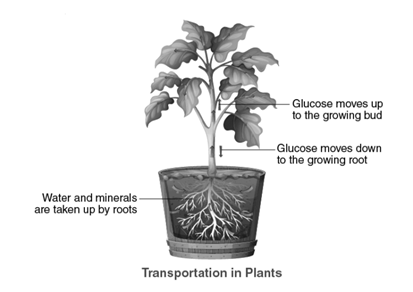 Glucose moves up
to the growing bud
Glucose moves down
to the growing root
Water and minerals
are taken up by roots
Transportation in Plants